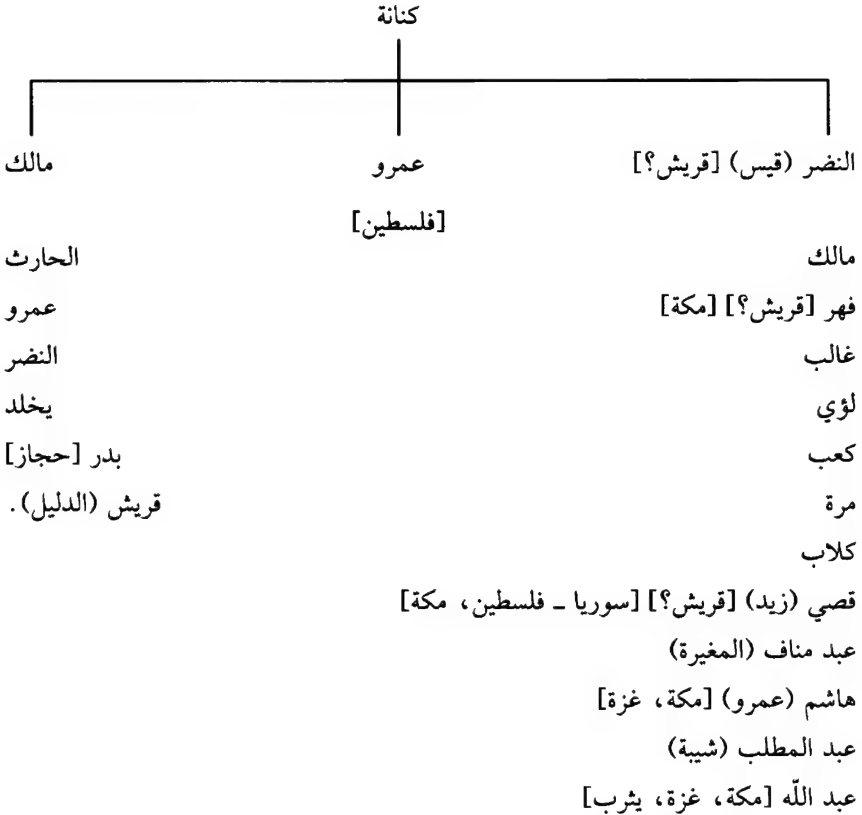 كنانة
النضر (قيس) [قريش؟] عمرو مالك
[فلسطين]
مالك الحارث
فهر [قريش؟] [مكة] عمرو
غالب النضر
لؤي يخلد
كعب بدر [حجاز]
مرة قريش (الدليل).
كلاب
قصي (زيد) [قريش؟] [سوريا ـ فلسطين، مكة]
عبد مناف (المغيرة)
هاشم (عمرو) [مكة، غزة]
عبد المطلب (شيبة)
عبد اللّه [مكة، غزة، يثرب]